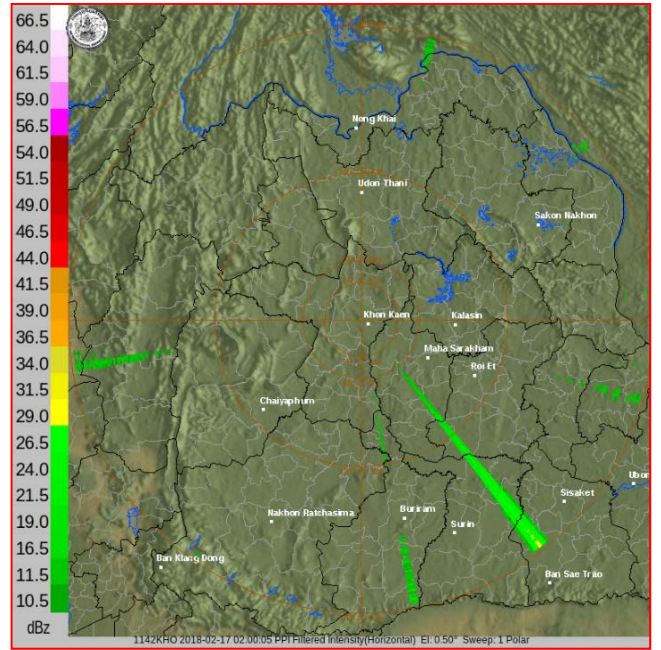 66.5
64.0
61.5
59.0
56.5
54.0
51.5
49.0
46.5
44.0
41.5
39.0
36.5
34.0
31.5
29.0
26.5
24.0
21.5
19.0
16.5
11.5
10.5
dBz
Nong Khai
Udon Thani
Sakon Nakhon
Khon Kaen
Kalasin
Maha Sarakham
Roi Et
Chaiyaphum
Ubon
Sisaket
Nakhon Ratchasima
Buriram
Surin
Ban Klang Dong
Ban Sae Trao
1142KHO 2018-02-17 02:00:05 PPI Filtered Intensity(Horizontal) El: 0.50° Sweep: 1 Polar